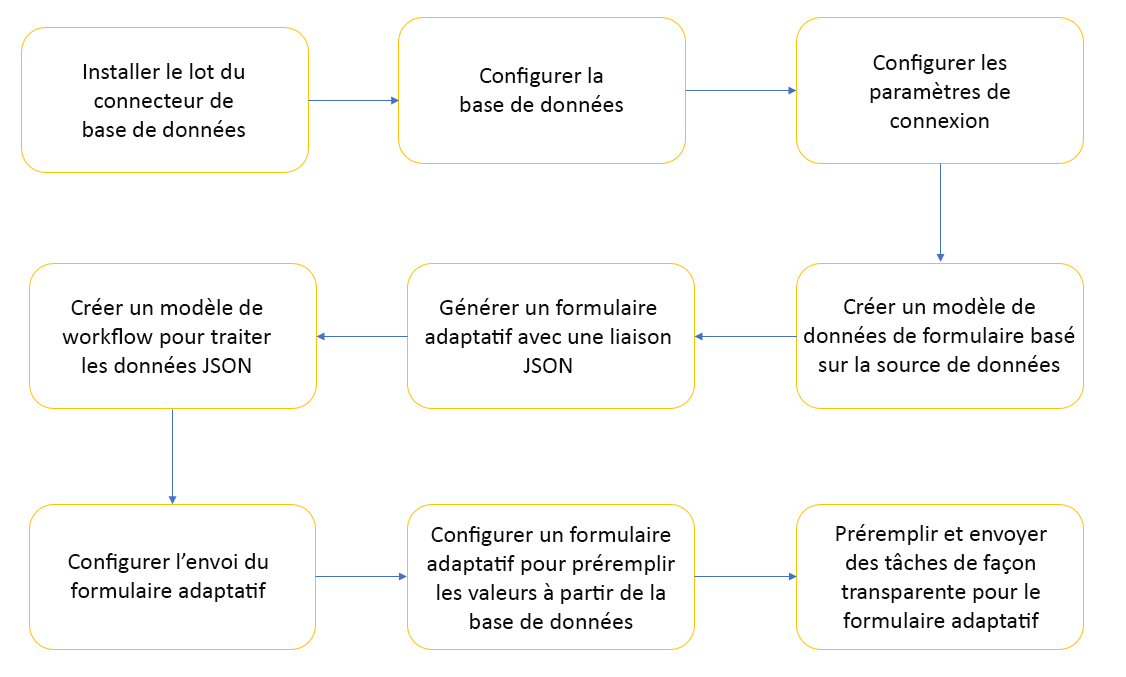 Installer le lot du
connecteur de
base de données
Configurer la
base de données
Configurer les
paramètres de
connexion
Créer un modèle de
données de formulaire basé
sur la source de données
Générer un formulaire
adaptatif avec une liaison
JSON
Créer un modèle de
workflow pour traiter
les données JSON
Configurer l’envoi du
formulaire adaptatif
Configurer un formulaire
adaptatif pour préremplir
les valeurs à partir de la
base de données
Préremplir et envoyer
des tâches de façon
transparente pour le
formulaire adaptatif